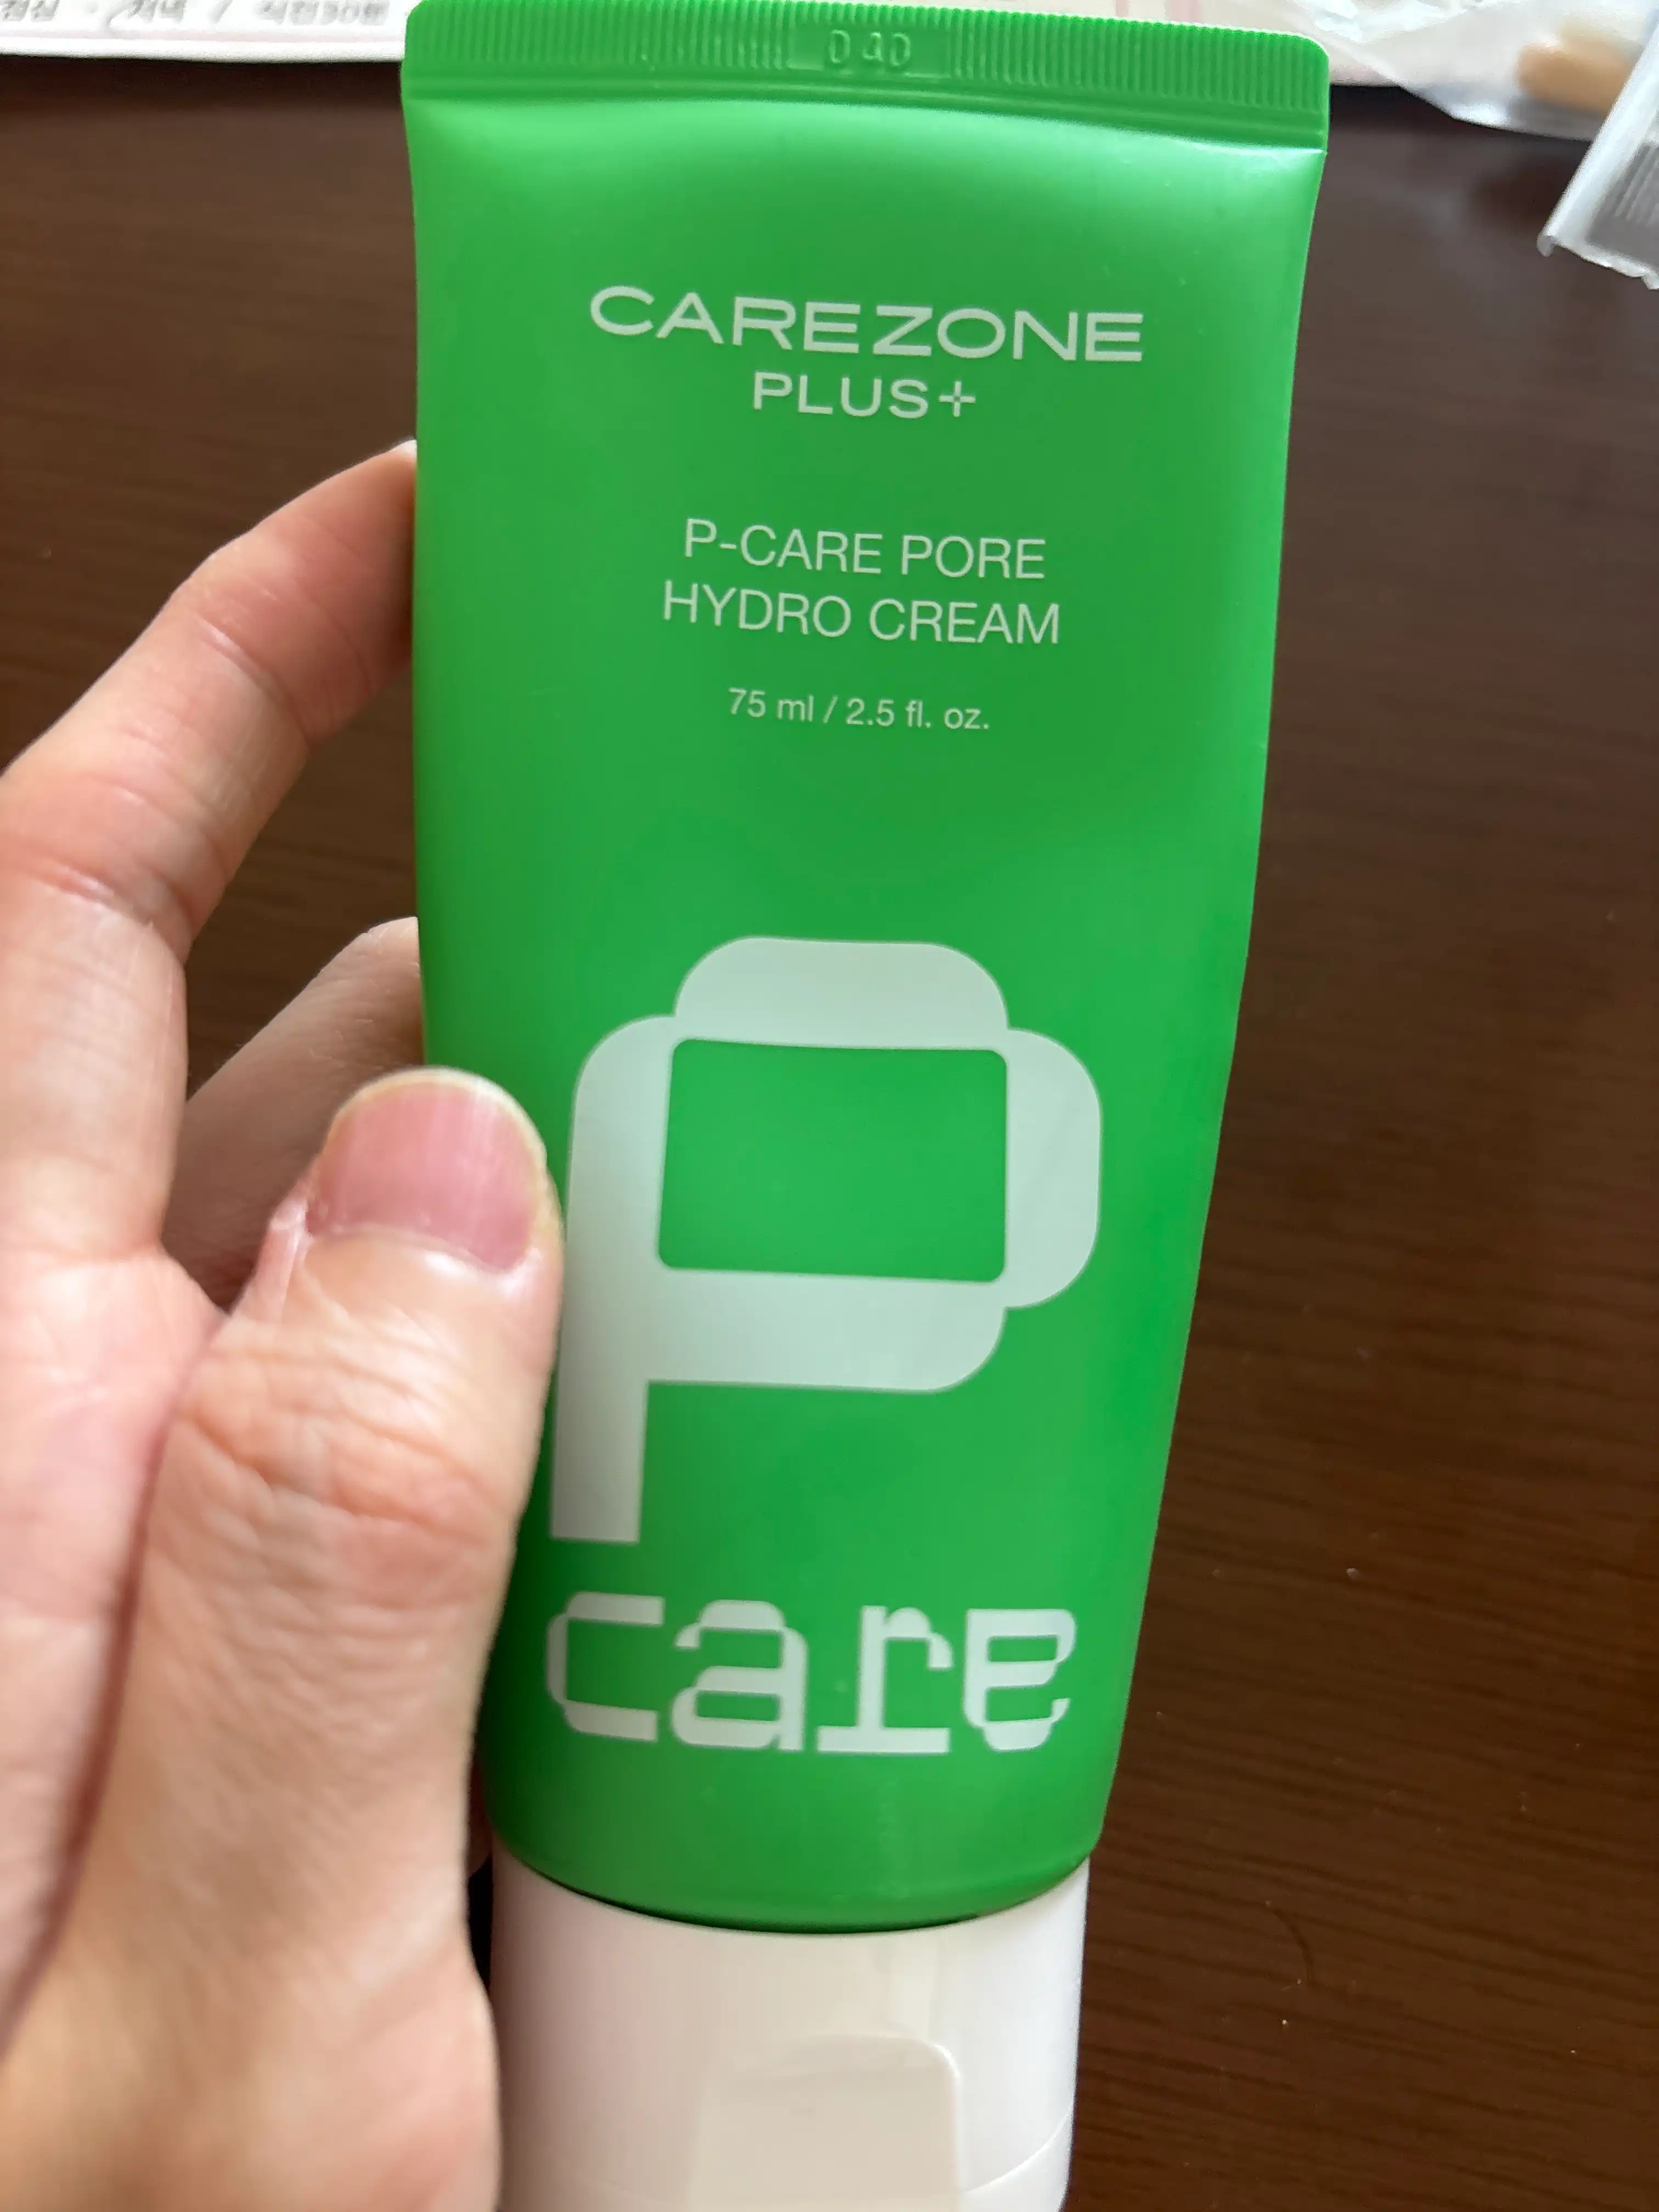 CAREZONE
PLUS+
P-CARE PORE
HYDRO CREAM
75 ml / 2.5 fl. oz.
P
care